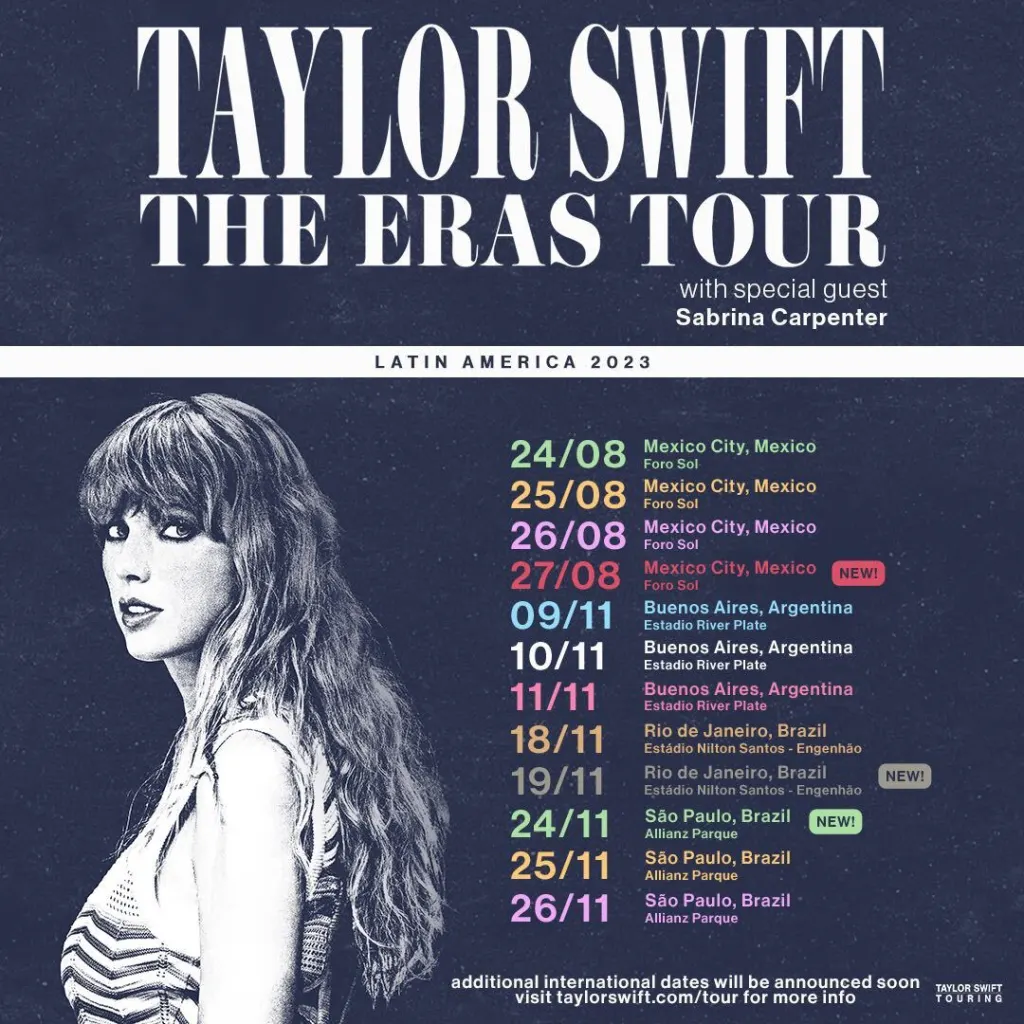 TAYLOR SWIFT
THE ERAS TOUR
with special guest
Sabrina Carpenter
LATIN AMERICA 2023
24/08 Mexico City, Mexico
Foro Sol
25/08 Mexico City, Mexico
Foro Sol
26/08 Mexico City, Mexico
Foro Sol
27/08 Mexico City, Mexico NEW!
Foro Sol
09/11 Buenos Aires, Argentina
Estadio River Plate
10/11 Buenos Aires, Argentina
Estadio River Plate
11/11 Buenos Aires, Argentina
Estadio River Plate
18/11 Rio de Janeiro, Brazil
Estádio Nilton Santos - Engenhão
19/11 Rio de Janeiro, Brazil NEW!
Estádio Nilton Santos - Engenhão
24/11 São Paulo, Brazil NEW!
Allianz Parque
25/11 São Paulo, Brazil
Allianz Parque
26/11 São Paulo, Brazil
Allianz Parque
additional international dates will be announced soon
visit taylorswift.com/tour for more info
TAYLOR SWIFT
TOURING